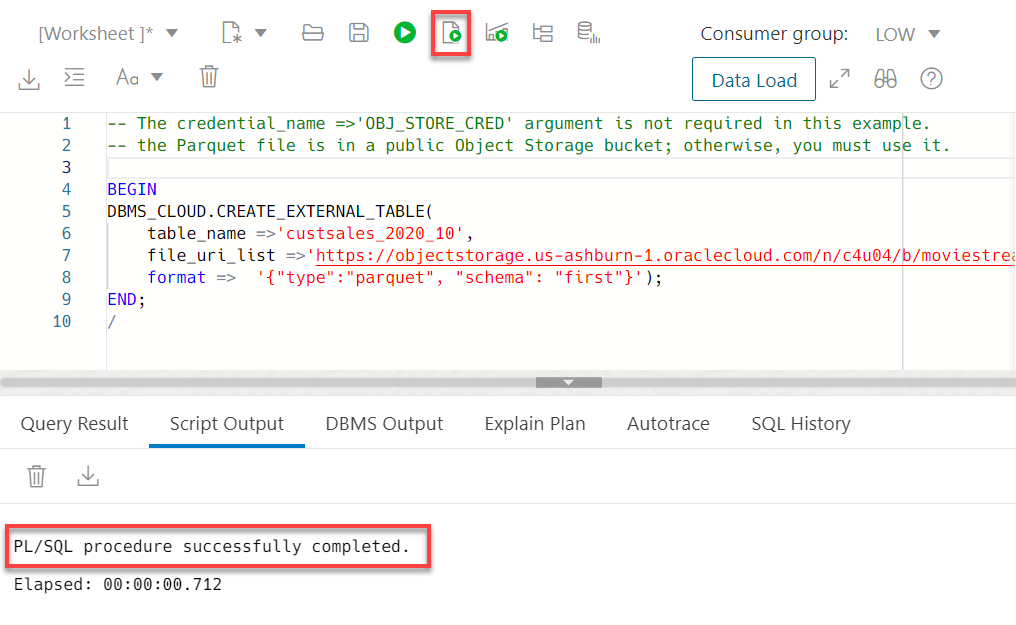 [Worksheet ]*
Consumer group: LOW
Aa
Data Load
1 -- The credential_name =>'OBJ_STORE_CRED' argument is not required in this example.
2 -- the Parquet file is in a public Object Storage bucket; otherwise, you must use it.
3
4 BEGIN
5 DBMS_CLOUD.CREATE_EXTERNAL_TABLE(
6 table_name =>'custsales_2020_10',
7 file_uri_list =>'https://objectstorage.us-ashburn-1.oraclecloud.com/n/c4u04/b/moviestrea
8 format => '{"type":"parquet", "schema": "first"}');
9 END;
10 /
Query Result Script Output DBMS Output Explain Plan Autotrace SQL History
PL/SQL procedure successfully completed.
Elapsed: 00:00:00.712